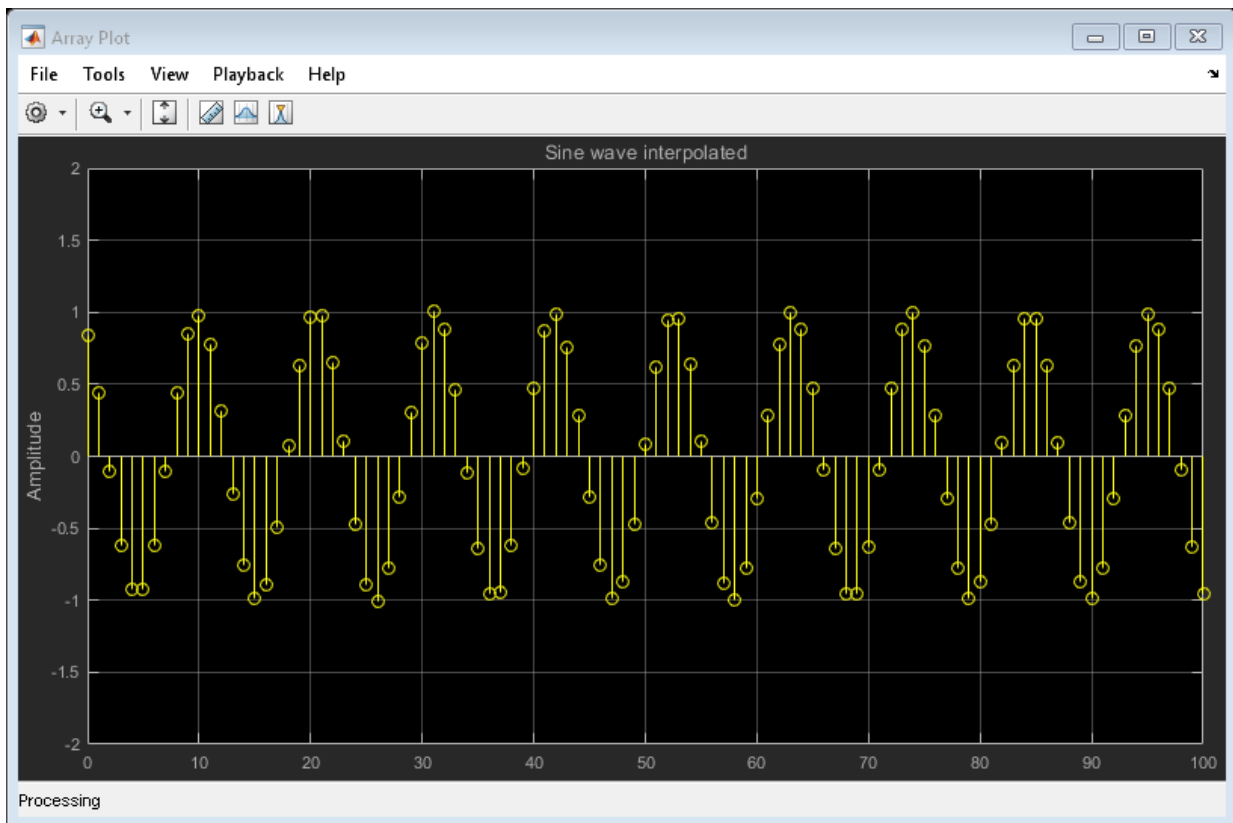 Array Plot
File Tools View Playback Help
Sine wave interpolated
2
1.5
1
0.5
0
-0.5
-1
-1.5
-2
Amplitude
0 10 20 30 40 50 60 70 80 90 100
Processing